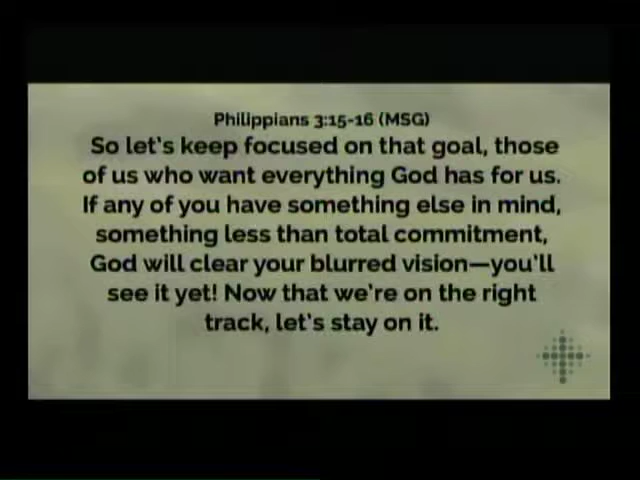 Philippians 3:15-16 (MSG)
So let's keep focused on that goal, those
of us who want everything God has for us.
If any of you have something else in mind,
something less than total commitment,
God will clear your blurred vision—you'll
see it yet! Now that we're on the right
track, let's stay on it.